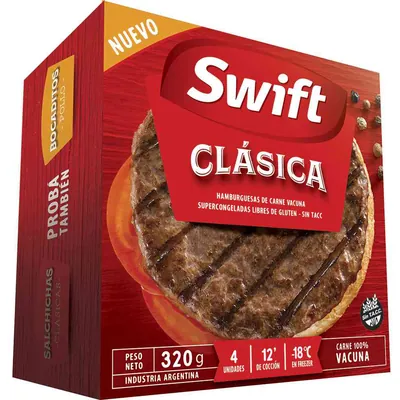 NUEVO
Swift
CLÁSICA
HAMBURGUESAS DE CARNE VACUNA
SUPERCONGELADAS LIBRES DE GLUTEN - SIN TACC
PROBA
TAMBIÉN
BOCADITOS
POLLO
SALCHICHAS
Sin TACC
PESO
NETO
320g
INDUSTRIA ARGENTINA
4
UNIDADES
12'
DE COCCIÓN
-18°C
EN FREEZER
CARNE 100%
VACUNA